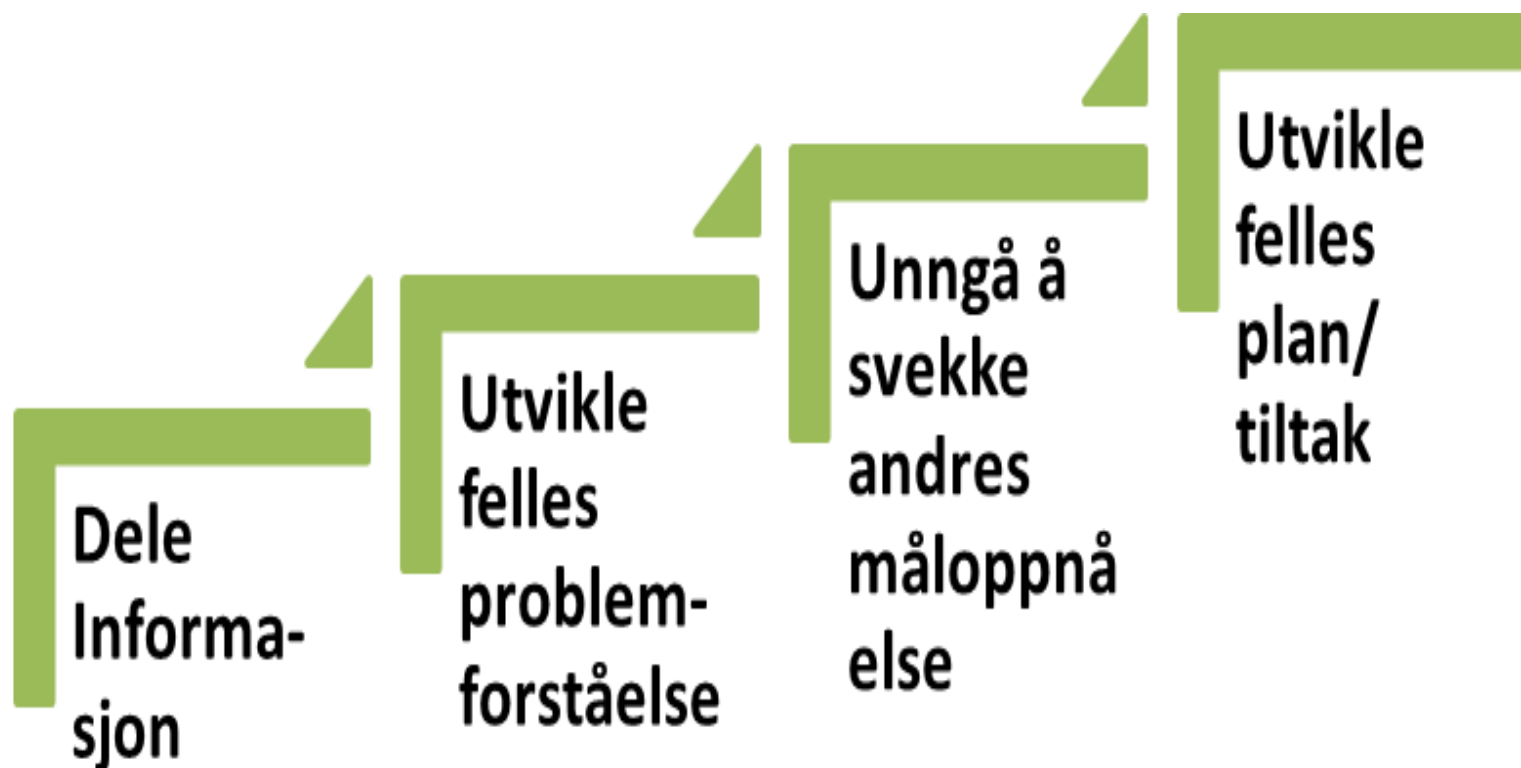 Dele
Informa-
sjon
Utvikle
felles
problem-
forståelse
Unngå å
svekke
andres
måloppnå
else
Utvikle
felles
plan/
tiltak